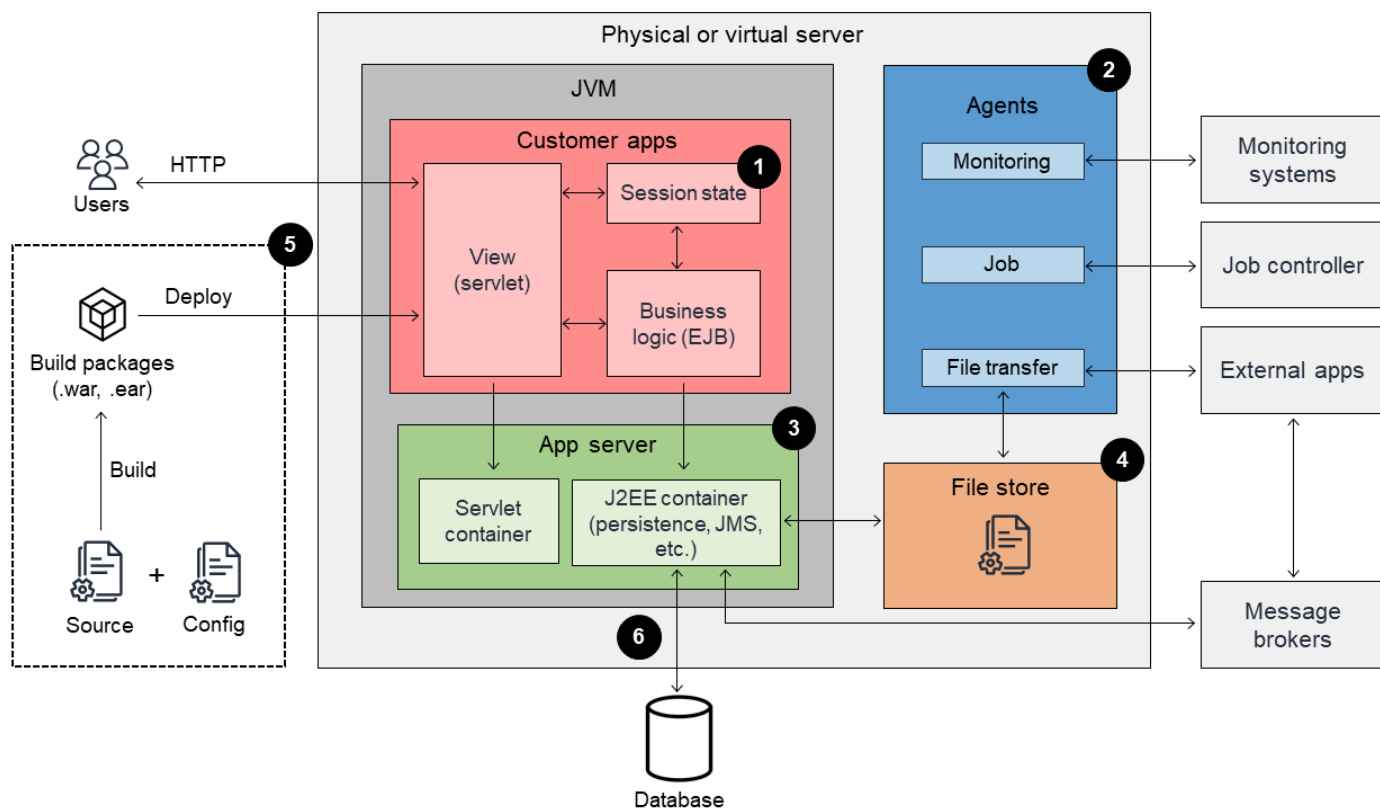 Physical or virtual server
JVM
Customer apps
1
Session state
View
(servlet)
Business
logic (EJB)
App server
3
Servlet
container
J2EE container
(persistence, JMS,
etc.)
2
Agents
Monitoring
Job
File transfer
4
File store
Monitoring
systems
Job controller
External apps
Message
brokers
HTTP
Users
5
Deploy
Build packages
(.war, .ear)
Build
Source
+
Config
6
Database